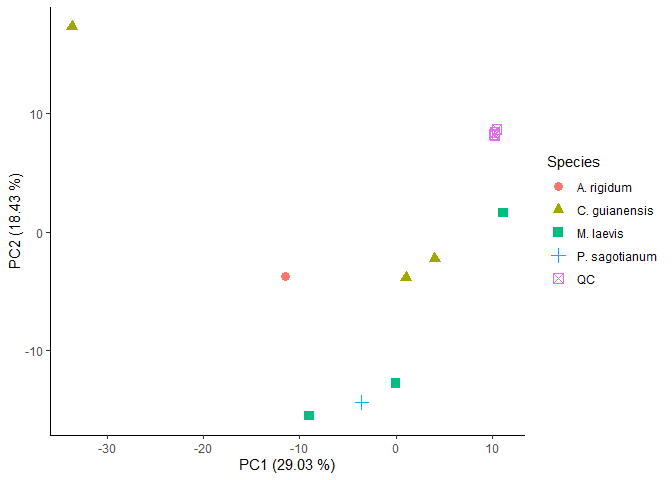 10
0
-10
PC2 (18.43 %)
-30
-20
-10
0
10
PC1 (29.03 %)
Species
A. rigidum
C. guianensis
M. laevis
P. sagotianum
QC